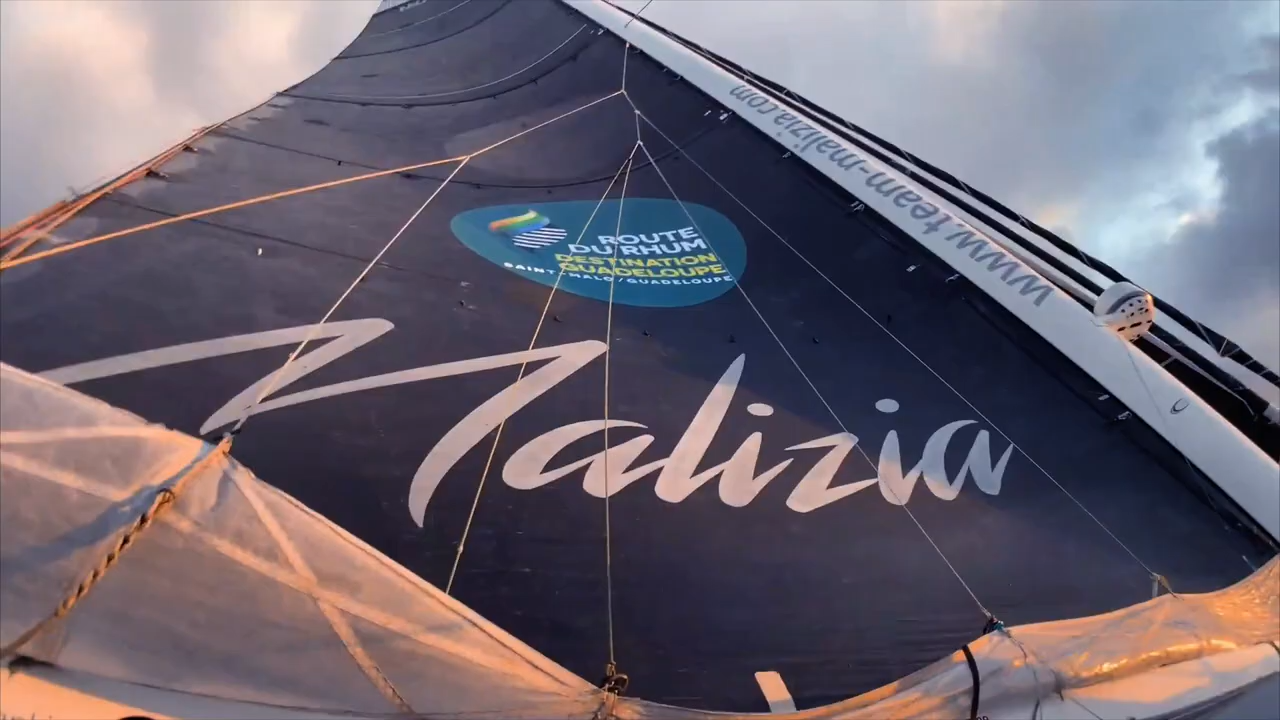 www.team-malizia.com
ROUTE
DU RHUM
DESTINATION
GUADELOUPE
SAINT-MALO/GUADELOUPE
Malizia